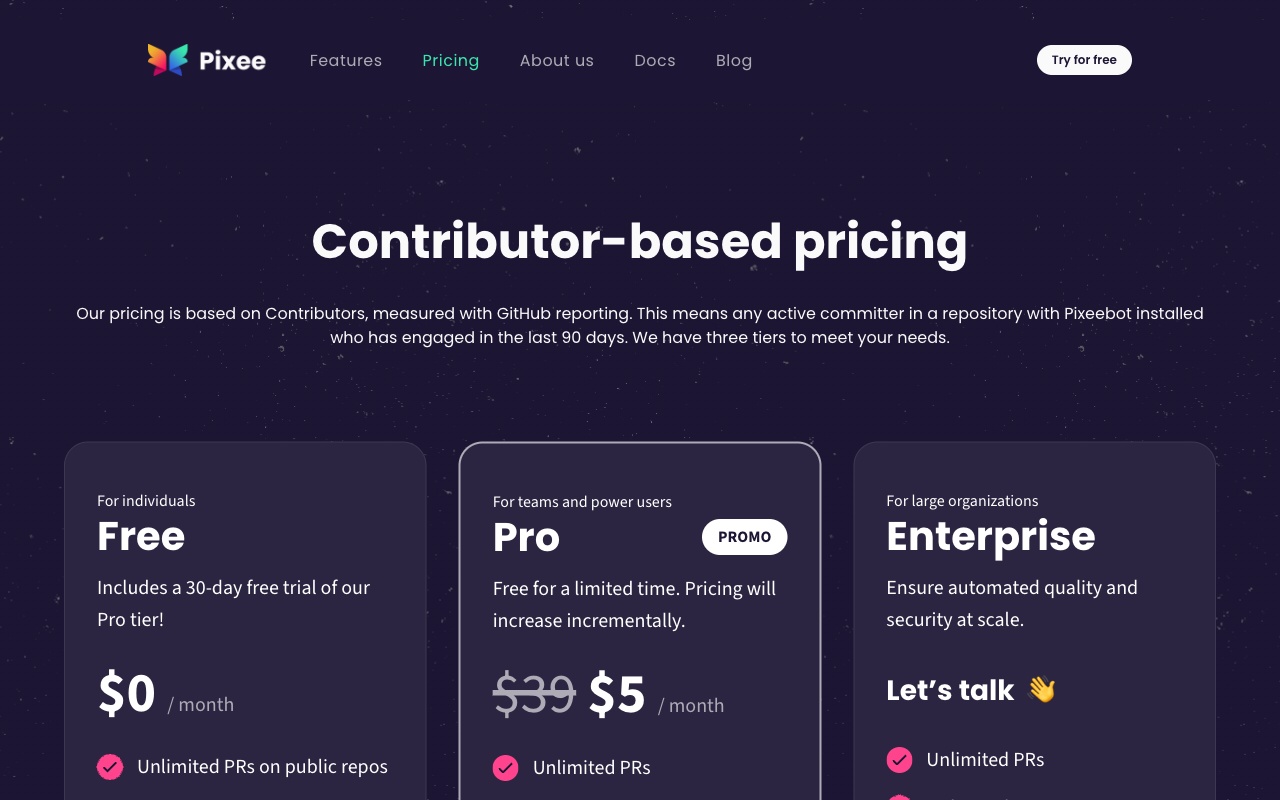 Pixee
Features
Pricing
About us
Docs
Blog
Try for free
Contributor-based pricing
Our pricing is based on Contributors, measured with GitHub reporting. This means any active committer in a repository with Pixeebot installed
who has engaged in the last 90 days. We have three tiers to meet your needs.
For individuals
Free
Includes a 30-day free trial of our
Pro tier!
$0 / month
Unlimited PRs on public repos
For teams and power users
Pro
PROMO
Free for a limited time. Pricing will
increase incrementally.
$39 $5 / month
Unlimited PRs
For large organizations
Enterprise
Ensure automated quality and
security at scale.
Let’s talk 👋
Unlimited PRs